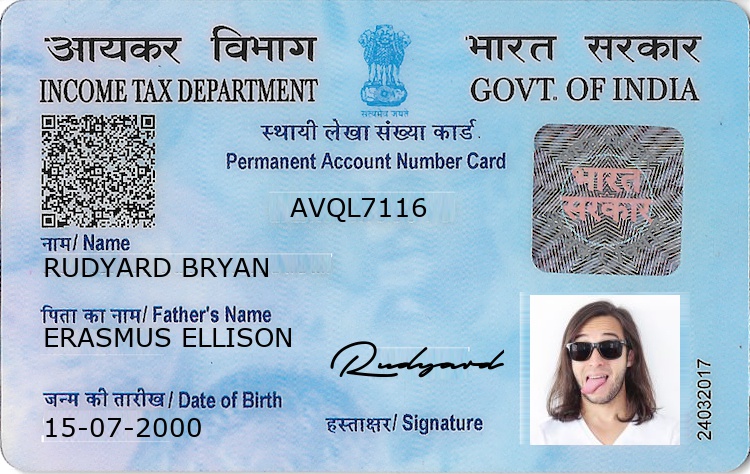 आयकर विभाग
INCOME TAX DEPARTMENT
सत्यमेव जयते
भारत सरकार
GOVT. OF INDIA
स्थायी लेखा संख्या कार्ड
Permanent Account Number Card
AVQL7116
भारत
सरकार
नाम/ Name
RUDYARD BRYAN
पिता का नाम/ Father's Name
ERASMUS ELLISON
Rudyard
जन्म की तारीख/ Date of Birth
15-07-2000
हस्ताक्षर/ Signature
24032017